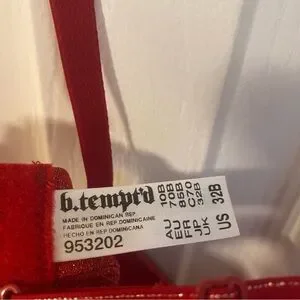 b.tempt'd
MADE IN DOMINICAN REP.
FABRIQUE EN REP. DOMINICAINE
HECHO EN REP. DOMINICANA
953202
AU 10B
EU 70B
FR 85B
JP C70
UK 32B
US 32B